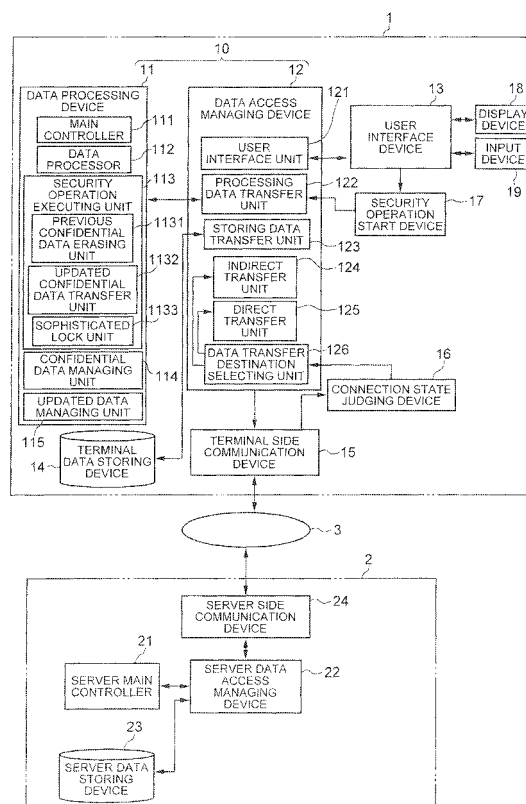 1
10
11
DATA PROCESSING
DEVICE
MAIN
CONTROLLER
111
DATA
PROCESSOR
112
SECURITY
OPERATION
EXECUTING UNIT
113
PREVIOUS
CONFIDENTIAL
DATA ERASING
UNIT
1131
UPDATED
CONFIDENTIAL
DATA TRANSFER
UNIT
1132
SOPHISTICATED
LOCK UNIT
1133
CONFIDENTIAL
DATA MANAGING
UNIT
114
UPDATED DATA
MANAGING UNIT
115
12
DATA ACCESS
MANAGING DEVICE
121
USER
INTERFACE UNIT
PROCESSING
DATA TRANSFER
UNIT
122
STORING DATA
TRANSFER UNIT
123
INDIRECT
TRANSFER
UNIT
124
DIRECT
TRANSFER
UNIT
125
DATA TRANSFER
DESTINATION
SELECTING UNIT
126
13
USER
INTERFACE
DEVICE
18
DISPLAY
DEVICE
INPUT
DEVICE
19
SECURITY
OPERATION
START DEVICE
17
16
CONNECTION STATE
JUDGING DEVICE
TERMINAL
DATA STORING
DEVICE
14
TERMINAL SIDE
COMMUNICATION
DEVICE
15
3
2
SERVER SIDE
COMMUNICATION
DEVICE
24
21
SERVER MAIN
CONTROLLER
SERVER DATA
ACCESS
MANAGING
DEVICE
22
23
SERVER DATA
STORING
DEVICE